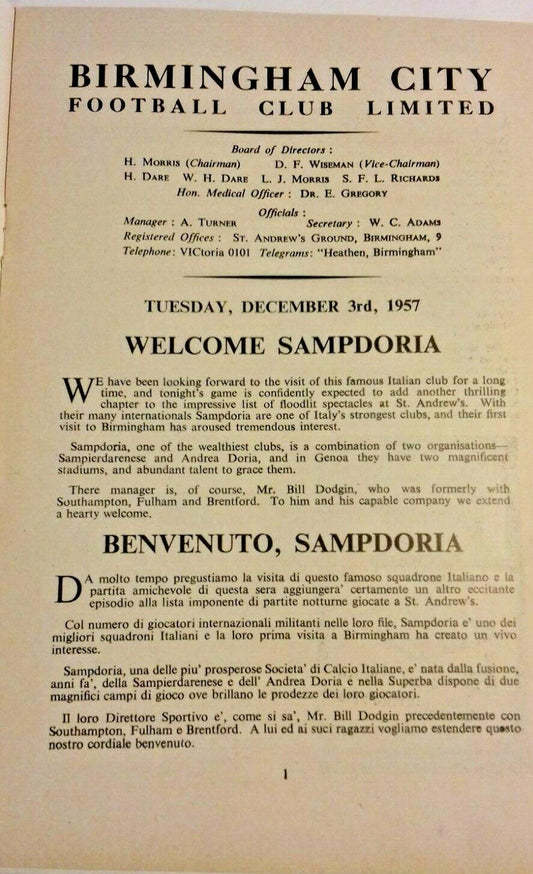 BIRMINGHAM CITY
FOOTBALL CLUB LIMITED
Board of Directors :
H. MORRIS (Chairman) D. F. WISEMAN (Vice-Chairman)
H. DARE W. H. DARE L. J. MORRIS S. F. L. RICHARDS
Hon. Medical Officer : DR. E. GREGORY
Officials :
Manager : A. TURNER Secretary : W. C. ADAMS
Registered Offices : ST. ANDREW'S GROUND, BIRMINGHAM, 9
Telephone : VICtoria 0101 Telegrams : "Heathen, Birmingham"
TUESDAY, DECEMBER 3rd, 1957
WELCOME SAMPDORIA
WE have been looking forward to the visit of this famous Italian club for a long
time, and tonight's game is confidently expected to add another thrilling
chapter to the impressive list of floodlit spectacles at St. Andrew's. With
their many internationals Sampdoria are one of Italy's strongest clubs, and their first
visit to Birmingham has aroused tremendous interest.
Sampdoria, one of the wealthiest clubs, is a combination of two organisations—
Sampierdarenese and Andrea Doria, and in Genoa they have two magnificent
stadiums, and abundant talent to grace them.
There manager is, of course, Mr. Bill Dodgin, who was formerly with
Southampton, Fulham and Brentford. To him and his capable company we extend
a hearty welcome.
BENVENUTO, SAMPDORIA
DA molto tempo pregustiamo la visita di questo famoso squadrone Italiano e la
partita amichevole di questa sera aggiungera' certamente un altro eccitante
episodio alla lista imponente di partite notturne giocate a St. Andrew's.
Col numero di giocatori internazionali militanti nelle loro file, Sampdoria e' uno dei
migliori squadroni Italiani e la loro prima visita a Birmingham ha creato un vivo
interesse.
Sampdoria, una delle piu' prosperose Societa' di Calcio Italiane, e' nata dalla fusione,
anni fa', della Sampierdarenese e dell' Andrea Doria e nella Superba dispone di due
magnifici campi di gioco ove brillano le prodezze dei loro giocatori.
Il loro Direttore Sportivo e', come si sa', Mr. Bill Dodgin precedentemente con
Southampton, Fulham e Brentford. A lui ed ai suci ragazzi vogliamo estendere questo
nostro cordiale benvenuto.
1